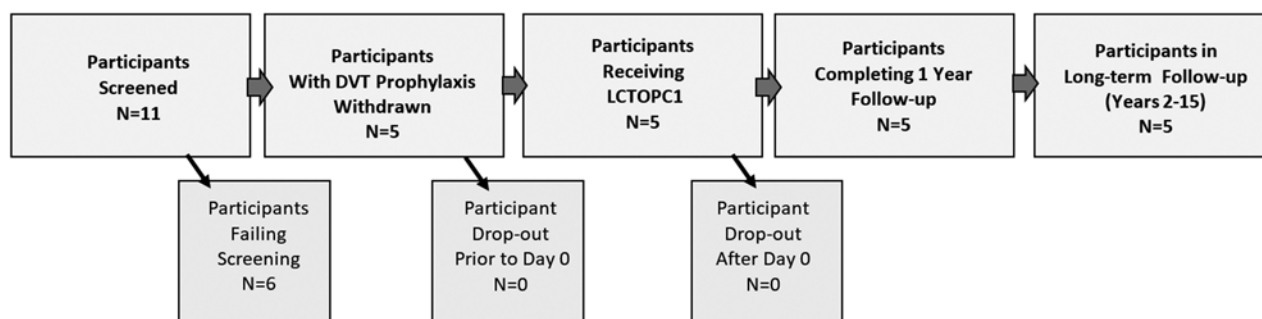 Participants
Screened
N=11
Participants
With DVT Prophylaxis
Withdrawn
N=5
Participants
Receiving
LCTOPC1
N=5
Participants
Completing 1 Year
Follow-up
N=5
Participants in
Long-term Follow-up
(Years 2-15)
N=5
Participants
Failing
Screening
N=6
Participant
Drop-out
Prior to Day 0
N=0
Participant
Drop-out
After Day 0
N=0